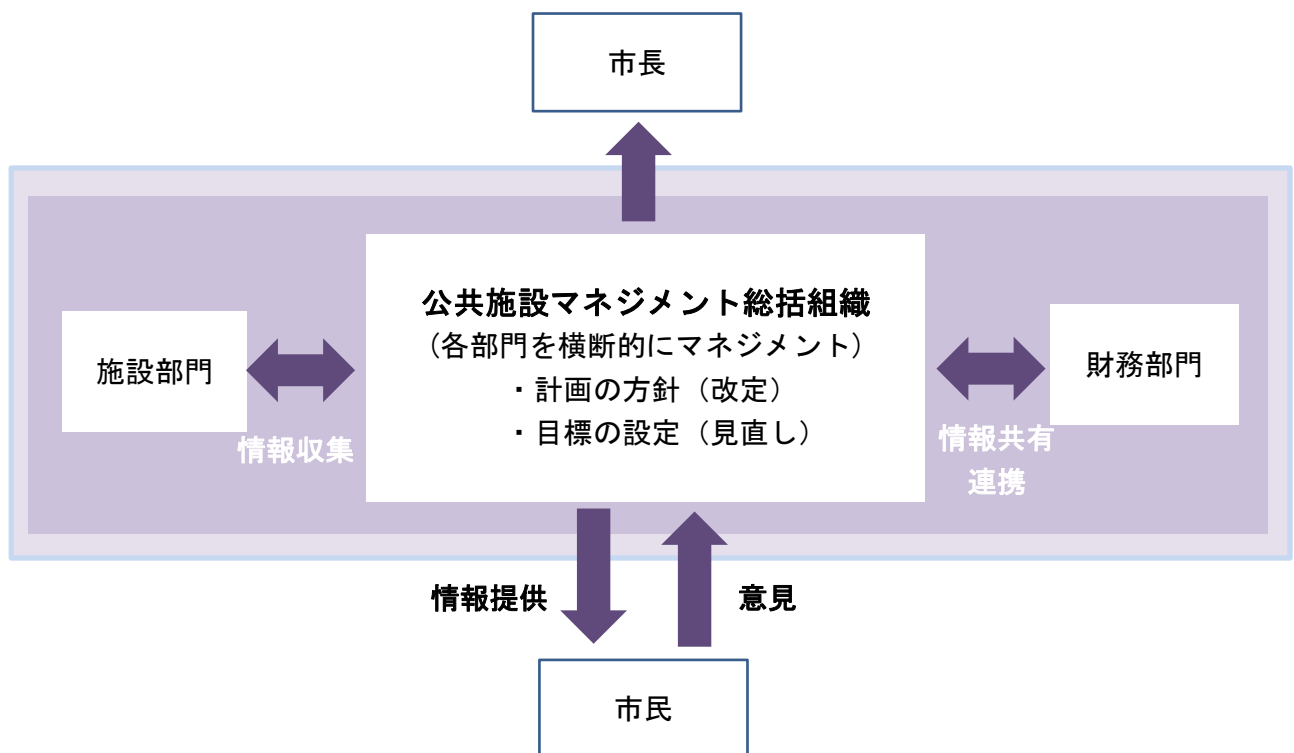 市長
公共施設マネジメント総括組織
（各部門を横断的にマネジメント）
・計画の方針（改定）
・目標の設定（見直し）
施設部門
情報収集
財務部門
情報共有
連携
情報提供
意見
市民